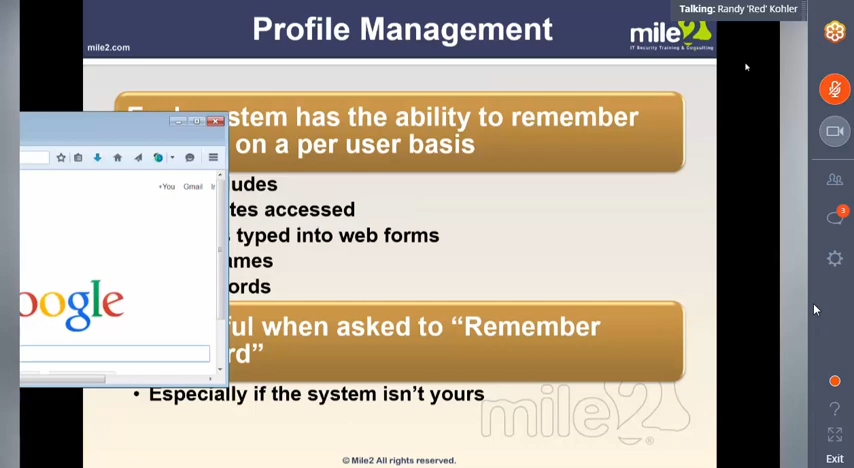 Talking: Randy 'Red' Kohler
Profile Management
mile2.com
mile2
IT Security Training & Consulting
stem has the ability to remember
on a per user basis
udes
tes accessed
s typed into web forms
ames
ords
+You Gmail
oogle
ful when asked to “Remember
rd”
• Especially if the system isn’t yours
mile2
®
© Mile2 All rights reserved.
3
?
Exit